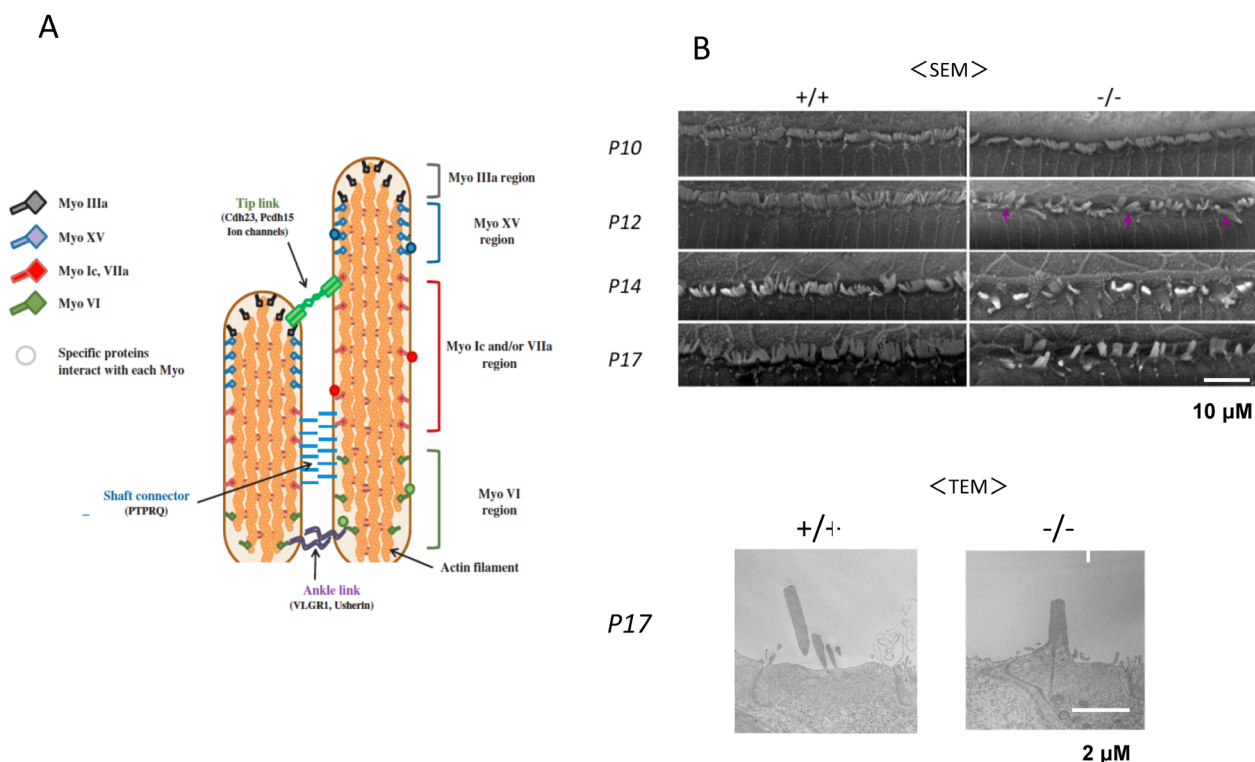 A
Myo IIIa
Myo XV
Myo Ic, VIIa
Myo VI
Specific proteins
interact with each Myo
Tip link
(Cdh23, Pcdh15
Ion channels)
Myo IIIa region
Myo XV
region
Myo Ic and/or VIIa
region
Shaft connector
(PTPRQ)
Myo VI
region
Actin filament
Ankle link
(VLGR1, Usherin)
B
<SEM>
+/+
-/-
P10
P12
P14
P17
10 µM
<TEM>
+/+
-/-
P17
2 µM